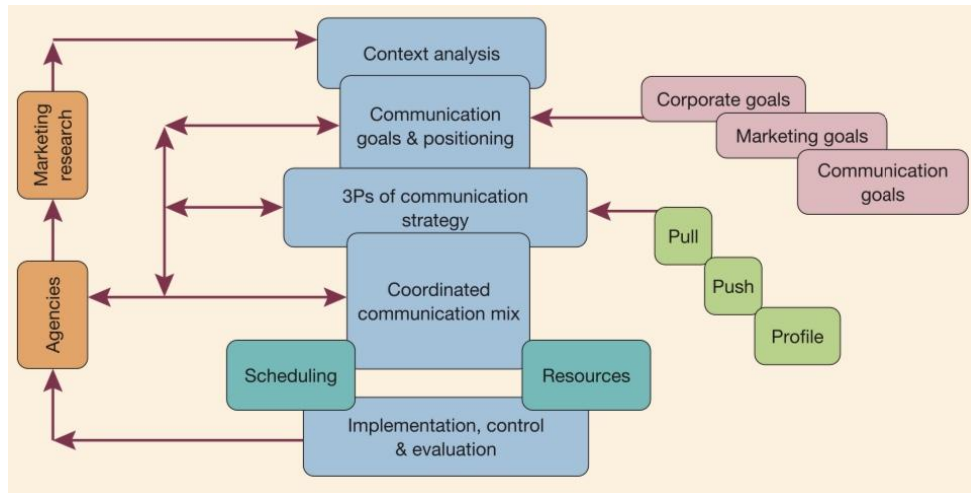 Context analysis
Marketing
research
Communication
goals & positioning
Corporate goals
Marketing goals
Communication
goals
3Ps of communication
strategy
Pull
Push
Profile
Agencies
Coordinated
communication mix
Scheduling
Resources
Implementation, control
& evaluation